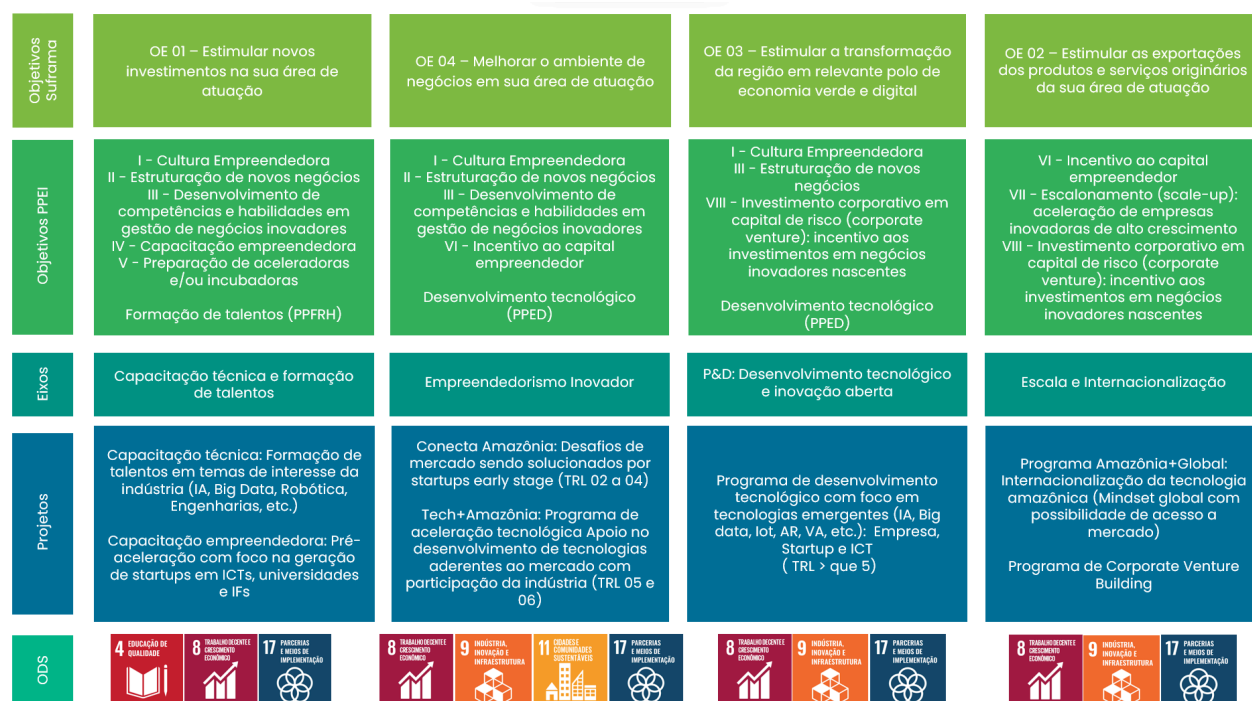 Objetivos
Suframa
OE 01 – Estimular novos
investimentos na sua área de
atuação
OE 04 – Melhorar o ambiente de
negócios em sua área de atuação
OE 03 – Estimular a transformação
da região em relevante polo de
economia verde e digital
OE 02 – Estimular as exportações
dos produtos e serviços originários
da sua área de atuação
Objetivos PPEI
I - Cultura Empreendedora
II - Estruturação de novos negócios
III - Desenvolvimento de
competências e habilidades em
gestão de negócios inovadores
IV - Capacitação empreendedora
V - Preparação de aceleradoras
e/ou incubadoras
Formação de talentos (PPFRH)
I - Cultura Empreendedora
II - Estruturação de novos negócios
III - Desenvolvimento de
competências e habilidades em
gestão de negócios inovadores
VI - Incentivo ao capital
empreendedor
Desenvolvimento tecnológico
(PPED)
I - Cultura Empreendedora
III - Estruturação de novos
negócios
VIII - Investimento corporativo em
capital de risco (corporate
venture): incentivo aos
investimentos em negócios
inovadores nascentes
Desenvolvimento tecnológico
(PPED)
VI - Incentivo ao capital
empreendedor
VII - Escalonamento (scale-up):
aceleração de empresas
inovadoras de alto crescimento
VIII - Investimento corporativo em
capital de risco (corporate
venture): incentivo aos
investimentos em negócios
inovadores nascentes
Eixos
Capacitação técnica e formação
de talentos
Empreendedorismo Inovador
P&D: Desenvolvimento tecnológico
e inovação aberta
Escala e Internacionalização
Projetos
Capacitação técnica: Formação de
talentos em temas de interesse da
indústria (IA, Big Data, Robótica,
Engenharias, etc.)
Capacitação empreendedora: Pré-
aceleração com foco na geração
de startups em ICTs, universidades
e IFs
Conecta Amazônia: Desafios de
mercado sendo solucionados por
startups early stage (TRL 02 a 04)
Tech+Amazônia: Programa de
aceleração tecnológica Apoio no
desenvolvimento de tecnologias
aderentes ao mercado com
participação da indústria (TRL 05 e
06)
Programa de desenvolvimento
tecnológico com foco em
tecnologias emergentes (IA, Big
data, Iot, AR, VA, etc.): Empresa,
Startup e ICT
( TRL > que 5)
Programa Amazônia+Global:
Internacionalização da tecnologia
amazônica (Mindset global com
possibilidade de acesso a
mercado)
Programa de Corporate Venture
Building
ODS
4 EDUCAÇÃO DE
QUALIDADE
8 TRABALHO DECENTE E
CRESCIMENTO
ECONÔMICO
17 PARCERIAS
E MEIOS DE
IMPLEMENTAÇÃO
8 TRABALHO DECENTE E
CRESCIMENTO
ECONÔMICO
9 INDÚSTRIA,
INOVAÇÃO E
INFRAESTRUTURA
11 CIDADES E
COMUNIDADES
SUSTENTÁVEIS
17 PARCERIAS
E MEIOS DE
IMPLEMENTAÇÃO
8 TRABALHO DECENTE E
CRESCIMENTO
ECONÔMICO
9 INDÚSTRIA,
INOVAÇÃO E
INFRAESTRUTURA
17 PARCERIAS
E MEIOS DE
IMPLEMENTAÇÃO
8 TRABALHO DECENTE E
CRESCIMENTO
ECONÔMICO
9 INDÚSTRIA,
INOVAÇÃO E
INFRAESTRUTURA
17 PARCERIAS
E MEIOS DE
IMPLEMENTAÇÃO